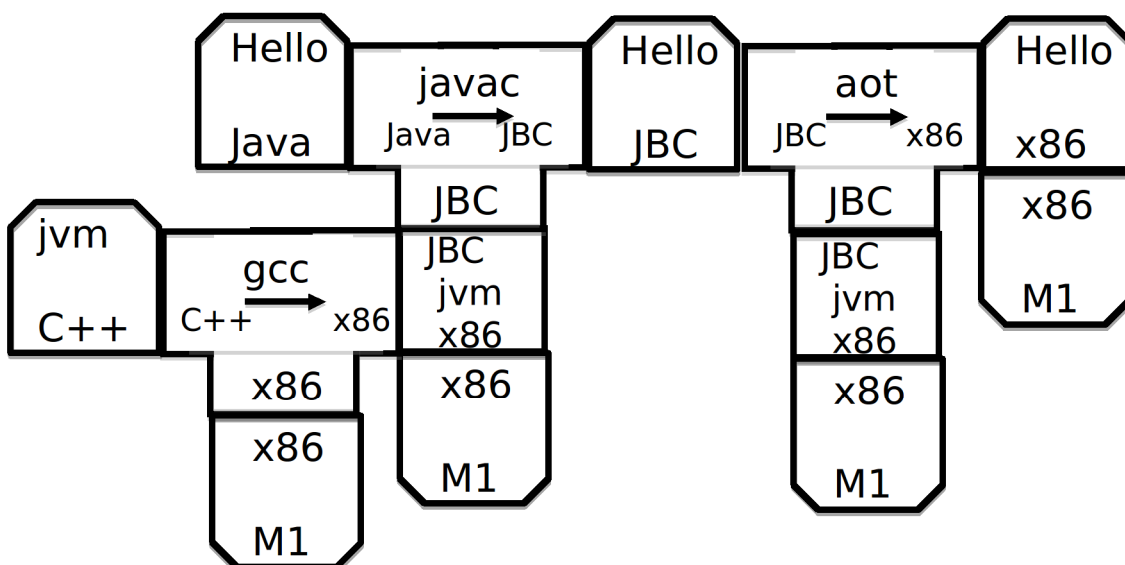 Hello
Java
javac
Java JBC
JBC
Hello
JBC
aot
JBC x86
JBC
Hello
x86
x86
M1
jvm
C++
gcc
C++ x86
x86
x86
M1
JBC
jvm
x86
x86
M1
JBC
jvm
x86
x86
M1